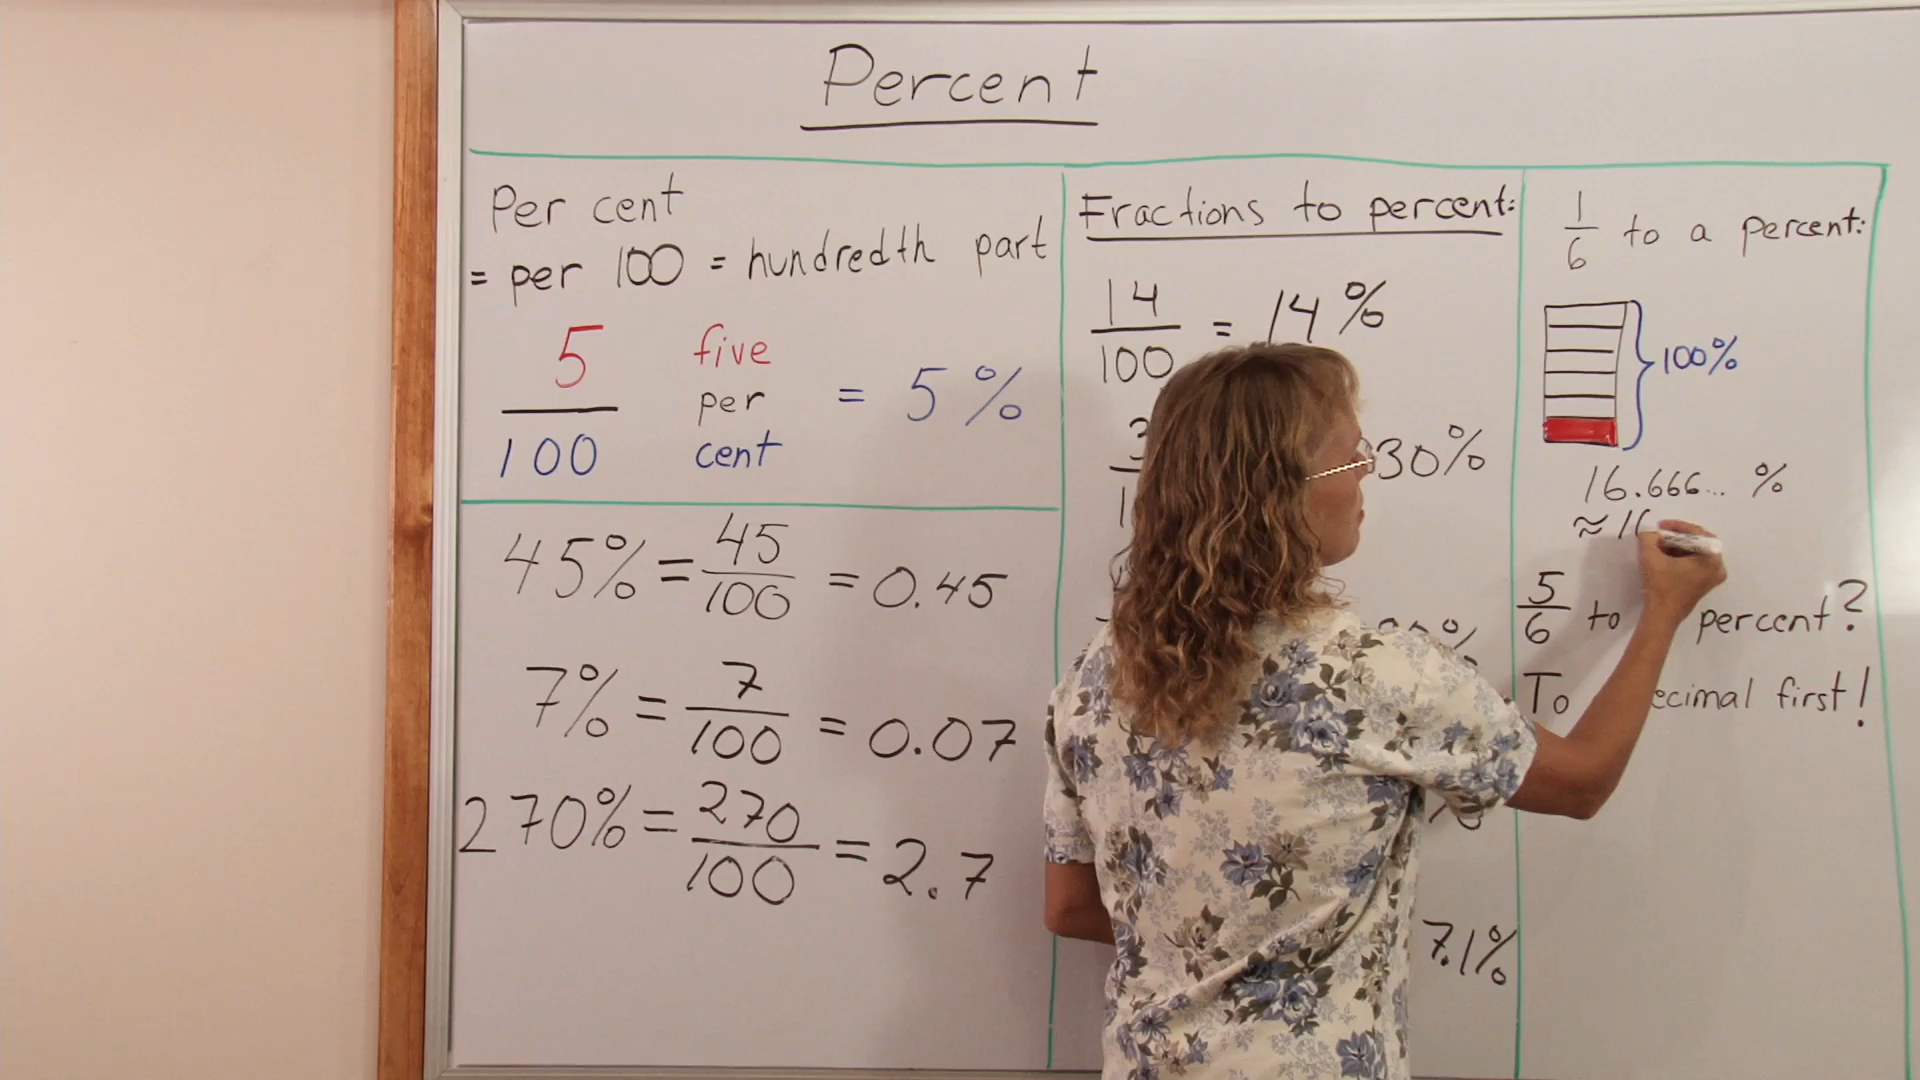 Percent
Per cent
= per 100 = hundredth part
5/100 five per cent = 5%
45% = 45/100 = 0.45
7% = 7/100 = 0.07
270% = 270/100 = 2.7
Fractions to percent:
14/100 = 14%
30%
7.1%
1/6 to a percent:
100%
16.666... %
≈ 16
5/6 to percent?
To ecimal first!